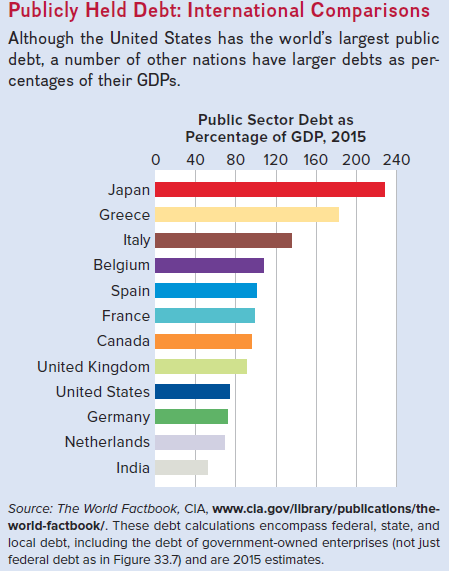 Publicly Held Debt: International Comparisons
Although the United States has the world's largest public
debt, a number of other nations have larger debts as per-
centages of their GDPs.
Public Sector Debt as
Percentage of GDP, 2015
0 40 80 120 160 200 240
Japan
Greece
Italy
Belgium
Spain
France
Canada
United Kingdom
United States
Germany
Netherlands
India
Source: The World Factbook, CIA, www.cia.gov/library/publications/the-
world-factbook/. These debt calculations encompass federal, state, and
local debt, including the debt of government-owned enterprises (not just
federal debt as in Figure 33.7) and are 2015 estimates.